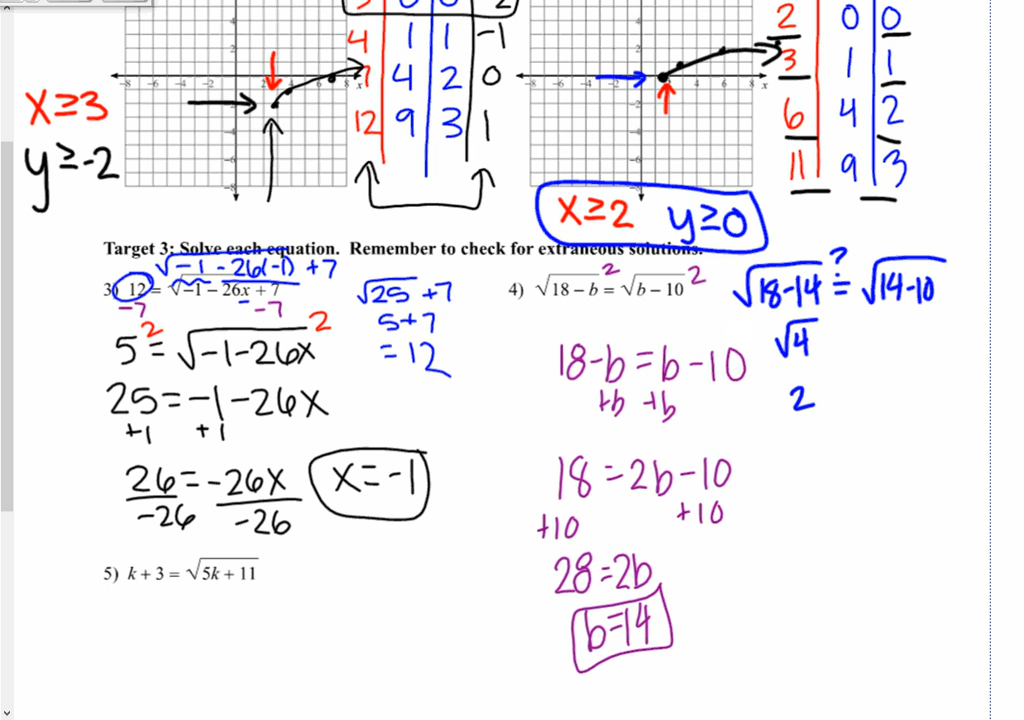 3 0 0 -2
4 1 1 -1
7 4 2 0
12 9 3 1
x≥3
y≥-2
2 0 0
3 1 1
6 4 2
11 9 3
x≥2 y≥0
Target 3: Solve each equation. Remember to check for extraneous solutions.
√-1-26(-1) +7
3) 12 = √-1 - 26x + 7
-7 = -7
5² = √-1-26x ²
25 = -1-26x
+1 +1
26 = -26x
-26 -26
x = -1
√25 +7
5+7
= 12
4) √18 - b ² = √b - 10 ²
18-b = b-10
+b +b
18 = 2b-10
+10 +10
28 = 2b
b=14
√18-14 ?= √14-10
√4
2
5) k + 3 = √5k + 11